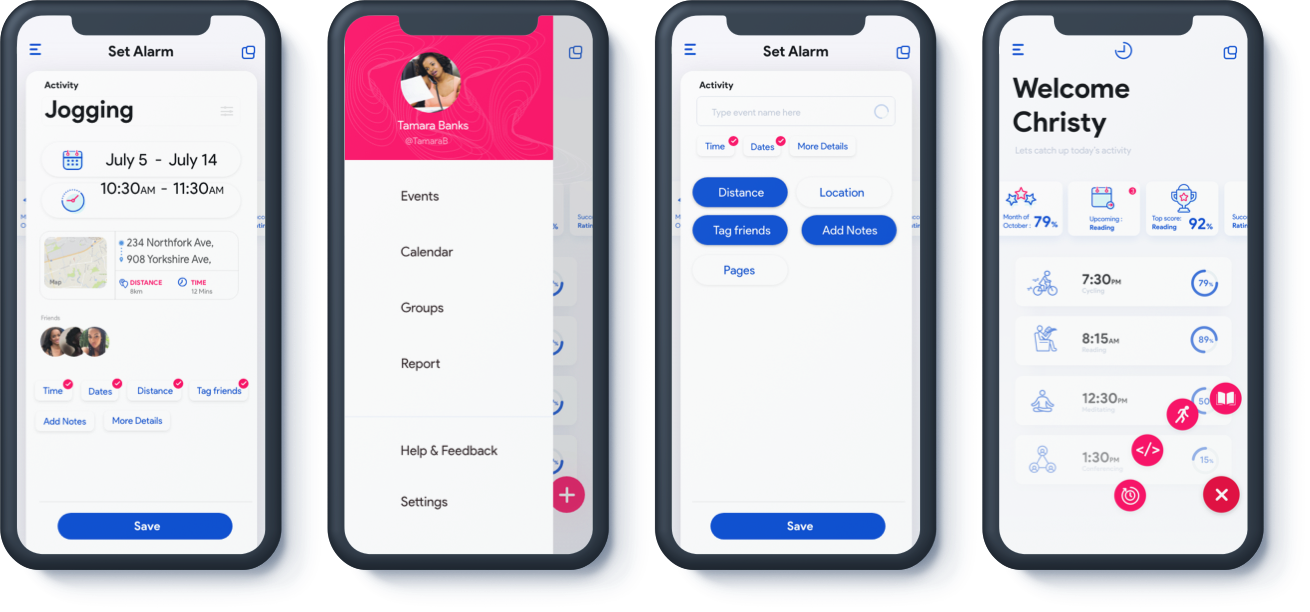 Set Alarm
Activity
Jogging
July 5 - July 14
10:30AM - 11:30AM
234 Northfork Ave,
908 Yorkshire Ave,
Map
DISTANCE
8km
TIME
12 Mins
Friends
Time
Dates
Distance
Tag friends
Add Notes
More Details
Save
Tamara Banks
@TamaraB
Events
Calendar
Groups
Report
Help & Feedback
Settings
Set Alarm
Activity
Type event name here
Time
Dates
More Details
Distance
Location
Tag friends
Add Notes
Pages
Save
Welcome
Christy
Lets catch up today's activity
Month of
October : 79%
Upcoming :
Reading
3
Top score:
Reading 92%
7:30PM
Cycling
79%
8:15AM
Reading
89%
12:30PM
Meditating
50
1:30PM
Conferencing
15%